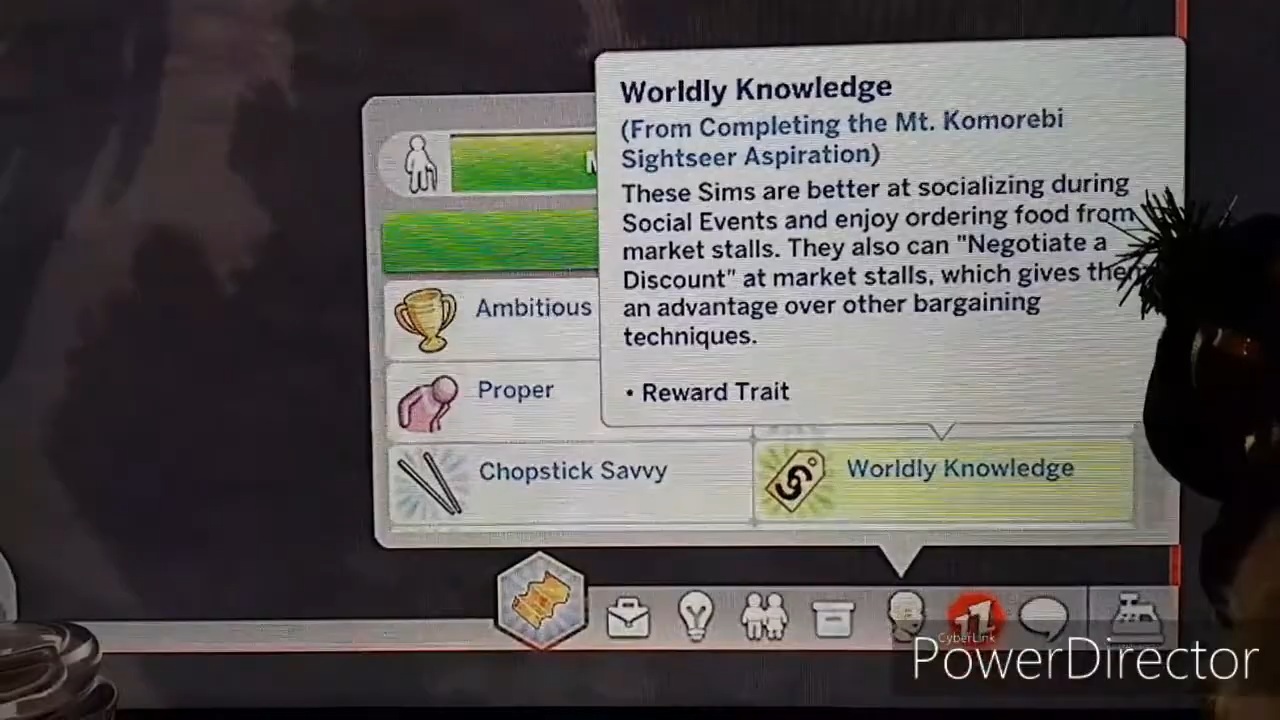 Worldly Knowledge
(From Completing the Mt. Komorebi
Sightseer Aspiration)
These Sims are better at socializing during
Social Events and enjoy ordering food from
market stalls. They also can "Negotiate a
Discount" at market stalls, which gives them
an advantage over other bargaining
techniques.
• Reward Trait
Ambitious
Proper
Chopstick Savvy
Worldly Knowledge
CyberLink
PowerDirector